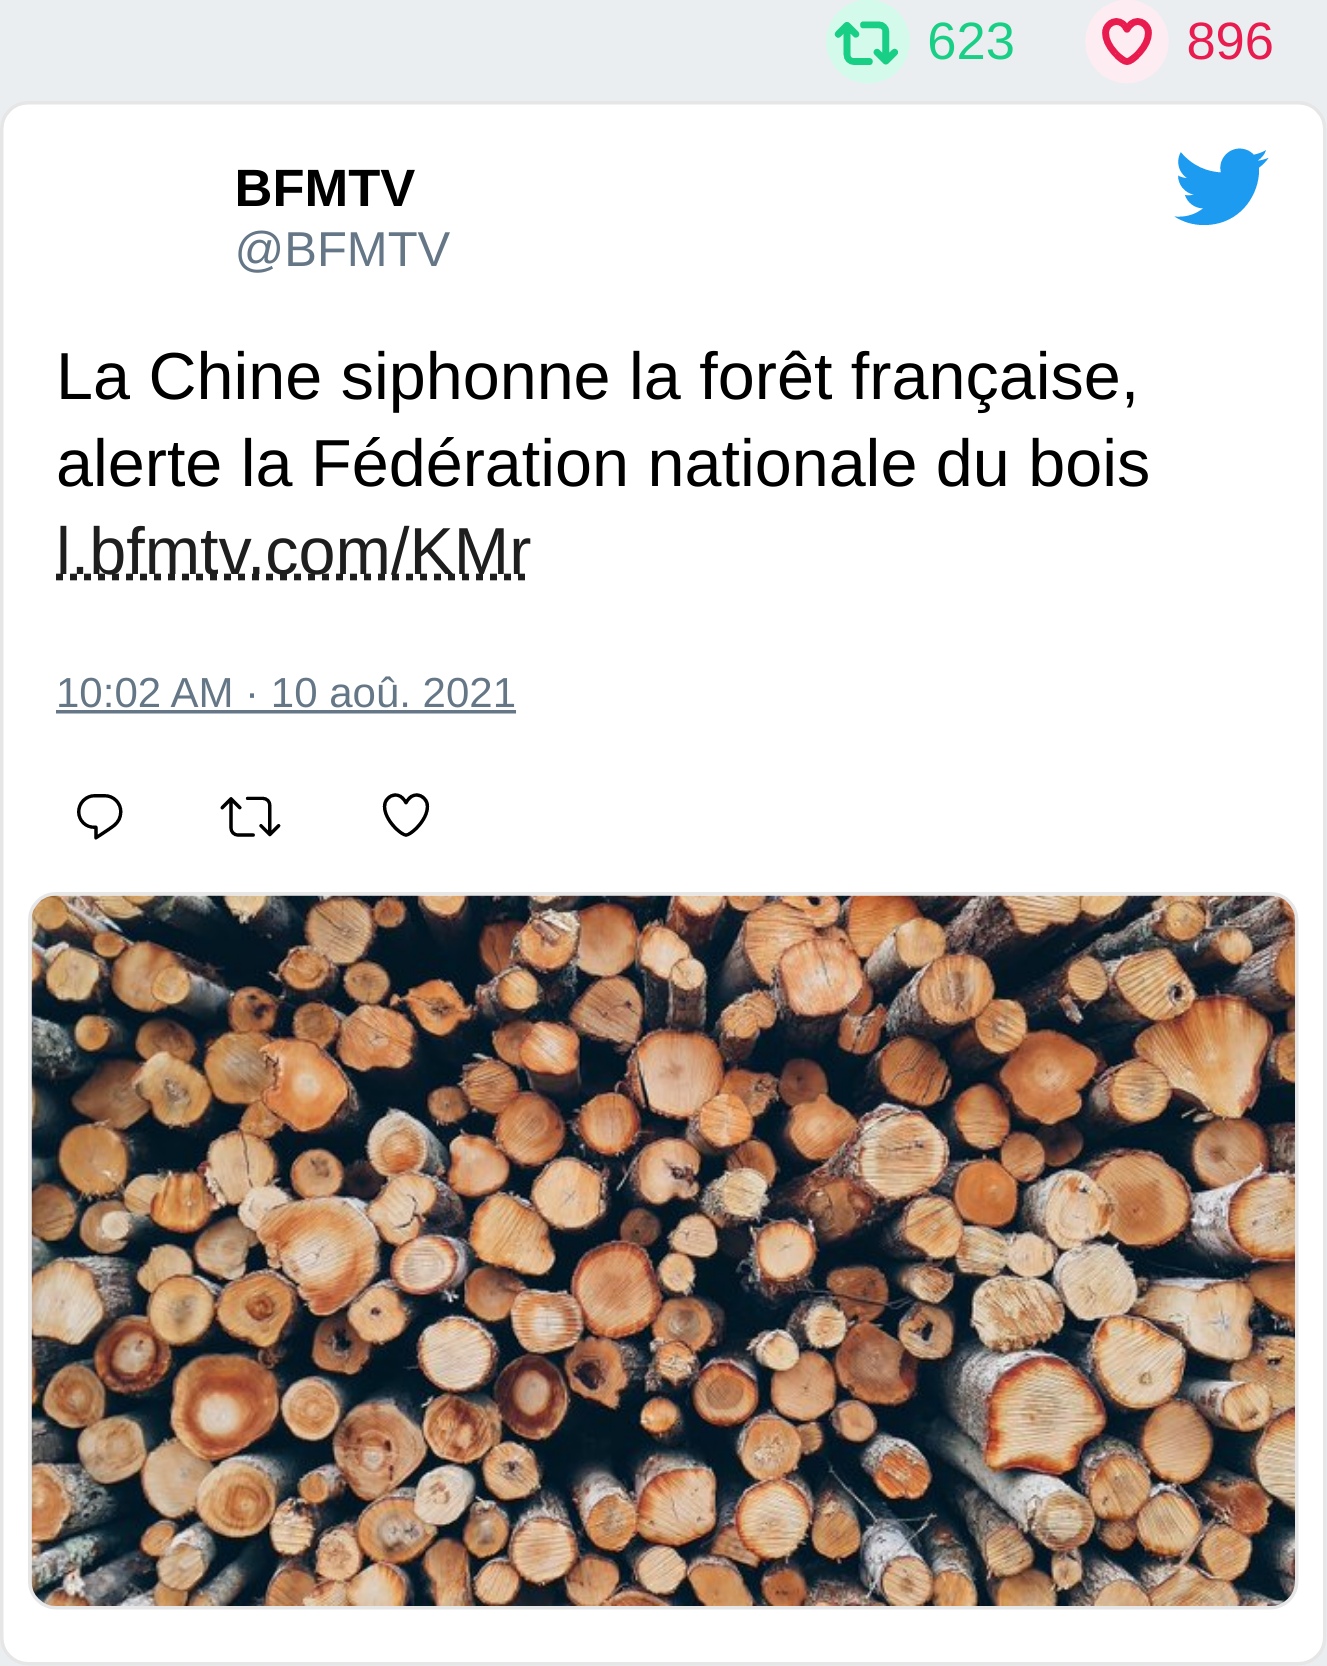 623 896
BFMTV
@BFMTV
La Chine siphonne la forêt française,
alerte la Fédération nationale du bois
l.bfmtv.com/KMr
10:02 AM · 10 aoû. 2021